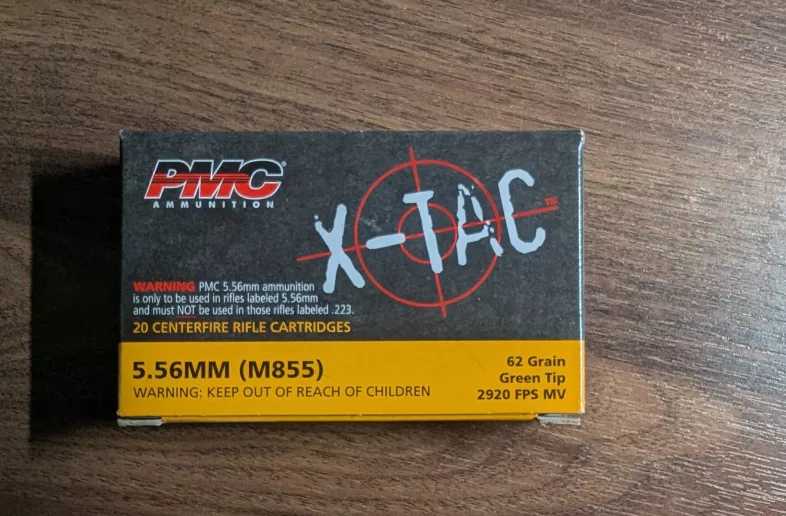 PMC®
AMMUNITION
X-TAC™
WARNING PMC 5.56mm ammunition
is only to be used in rifles labeled 5.56mm
and must NOT be used in those rifles labeled .223.
20 CENTERFIRE RIFLE CARTRIDGES
5.56MM (M855)
WARNING: KEEP OUT OF REACH OF CHILDREN
62 Grain
Green Tip
2920 FPS MV